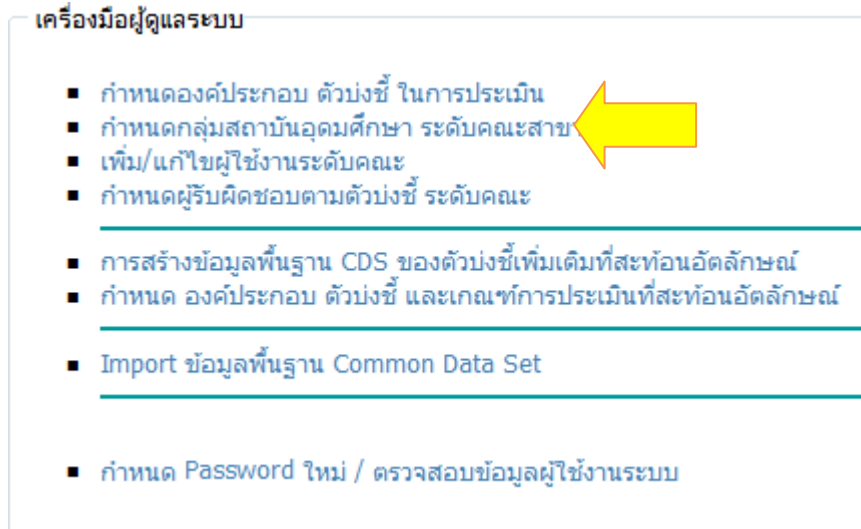 เครื่องมือผู้ดูแลระบบ
กำหนดองค์ประกอบ ตัวบ่งชี้ ในการประเมิน
กำหนดกลุ่มสถาบันอุดมศึกษา ระดับคณะสาขา
เพิ่ม/แก้ไขผู้ใช้งานระดับคณะ
กำหนดผู้รับผิดชอบตามตัวบ่งชี้ ระดับคณะ
การสร้างข้อมูลพื้นฐาน CDS ของตัวบ่งชี้เพิ่มเติมที่สะท้อนอัตลักษณ์
กำหนด องค์ประกอบ ตัวบ่งชี้ และเกณฑ์การประเมินที่สะท้อนอัตลักษณ์
Import ข้อมูลพื้นฐาน Common Data Set
กำหนด Password ใหม่ / ตรวจสอบข้อมูลผู้ใช้งานระบบ